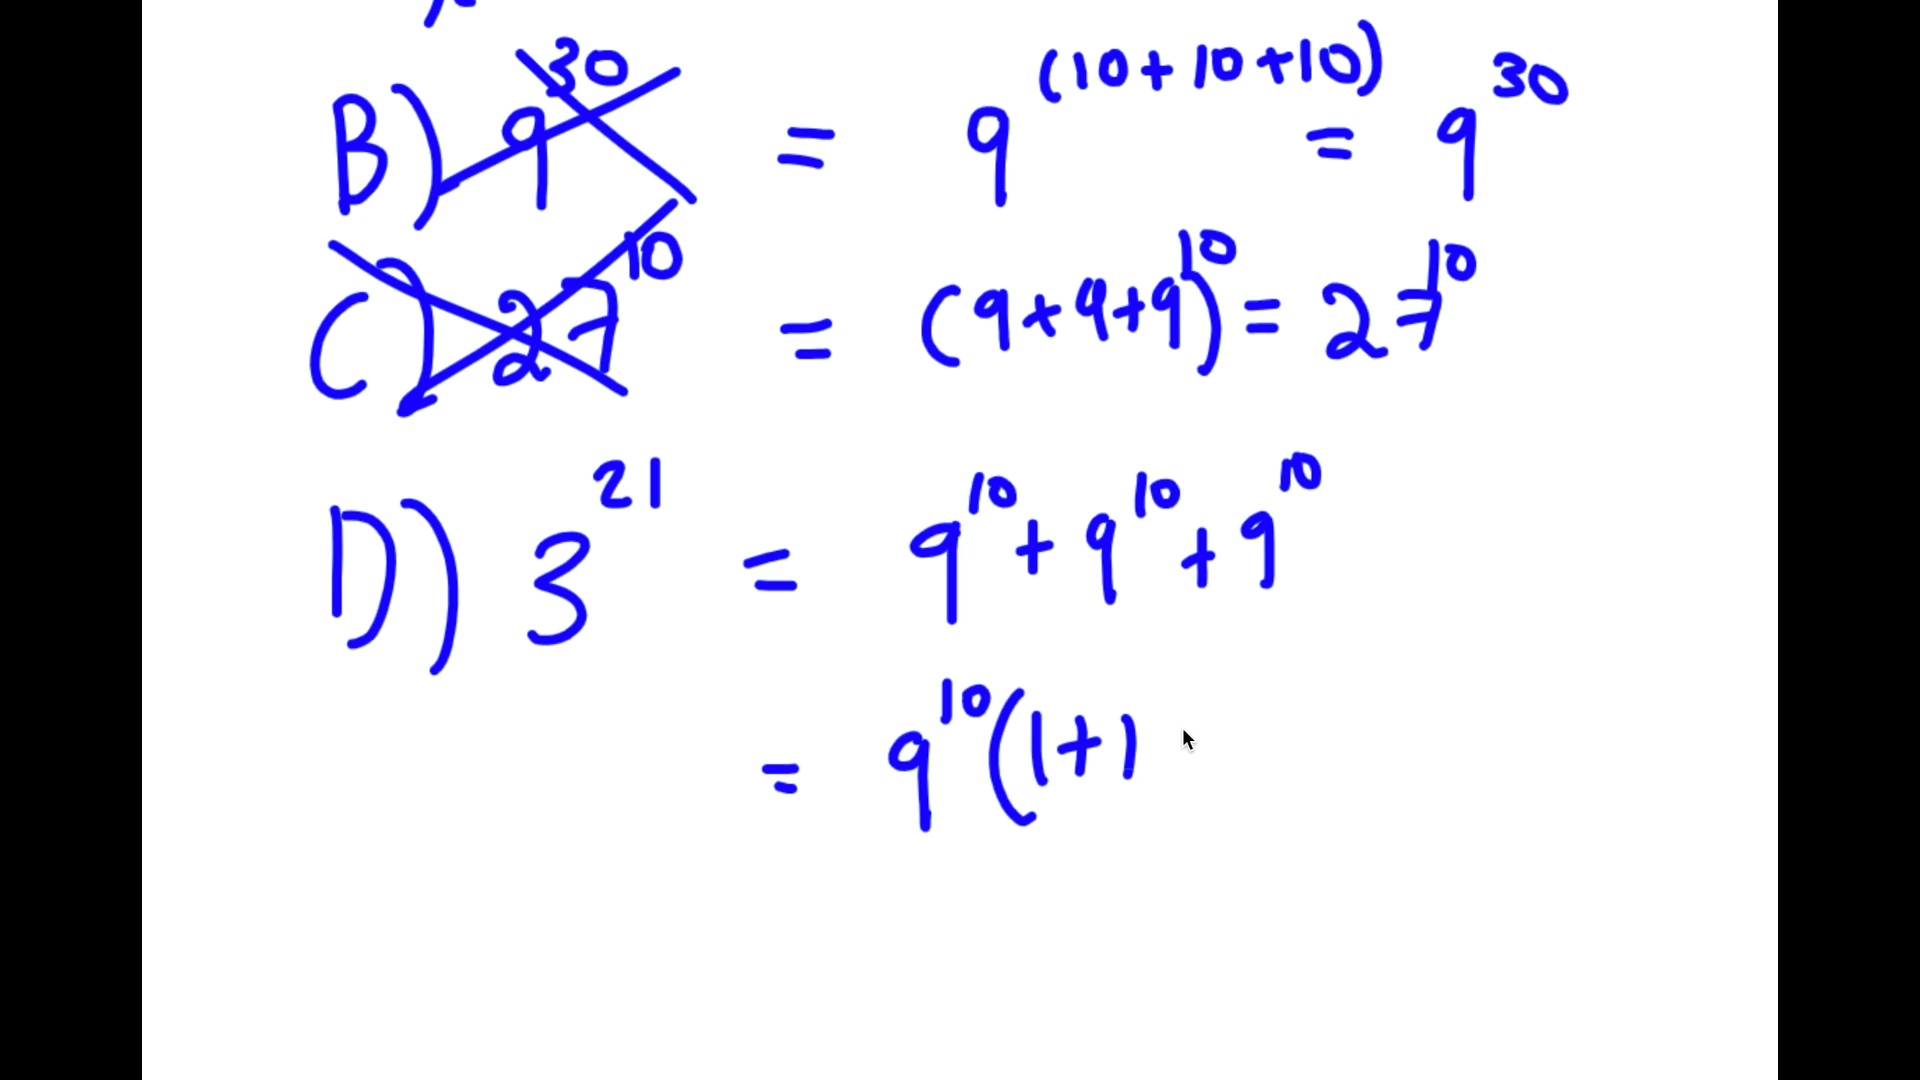 B) 9^30 = 9^(10+10+10) = 9^30
C) 27^10 = (9+9+9)^10 = 27^10
D) 3^21 = 9^10 + 9^10 + 9^10
= 9^10(1+1